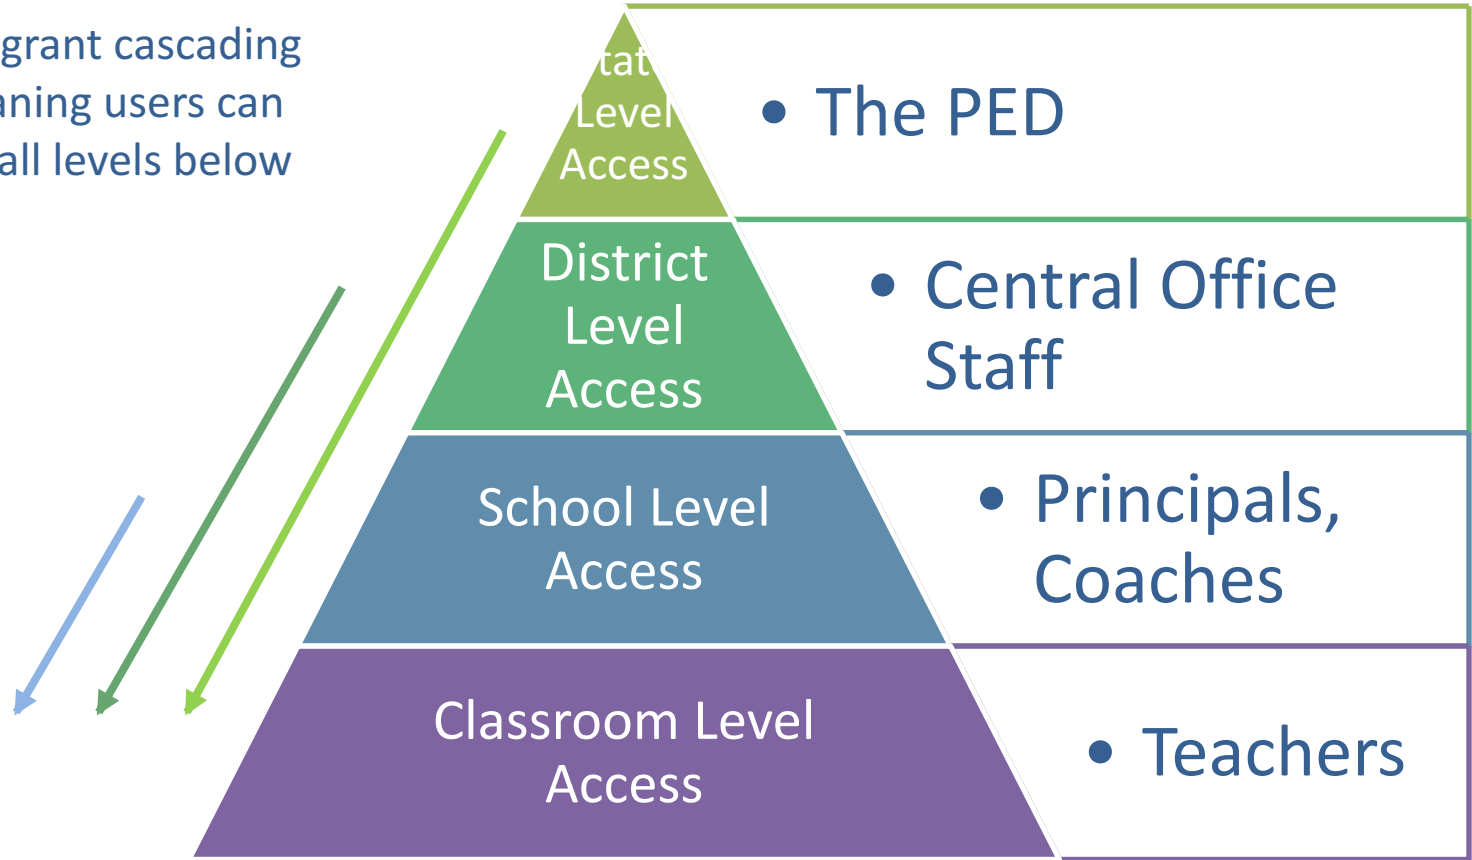 grant cascading
aning users can
all levels below
tat
Level
Access
• The PED
District
Level
Access
• Central Office
Staff
School Level
Access
• Principals,
Coaches
Classroom Level
Access
• Teachers